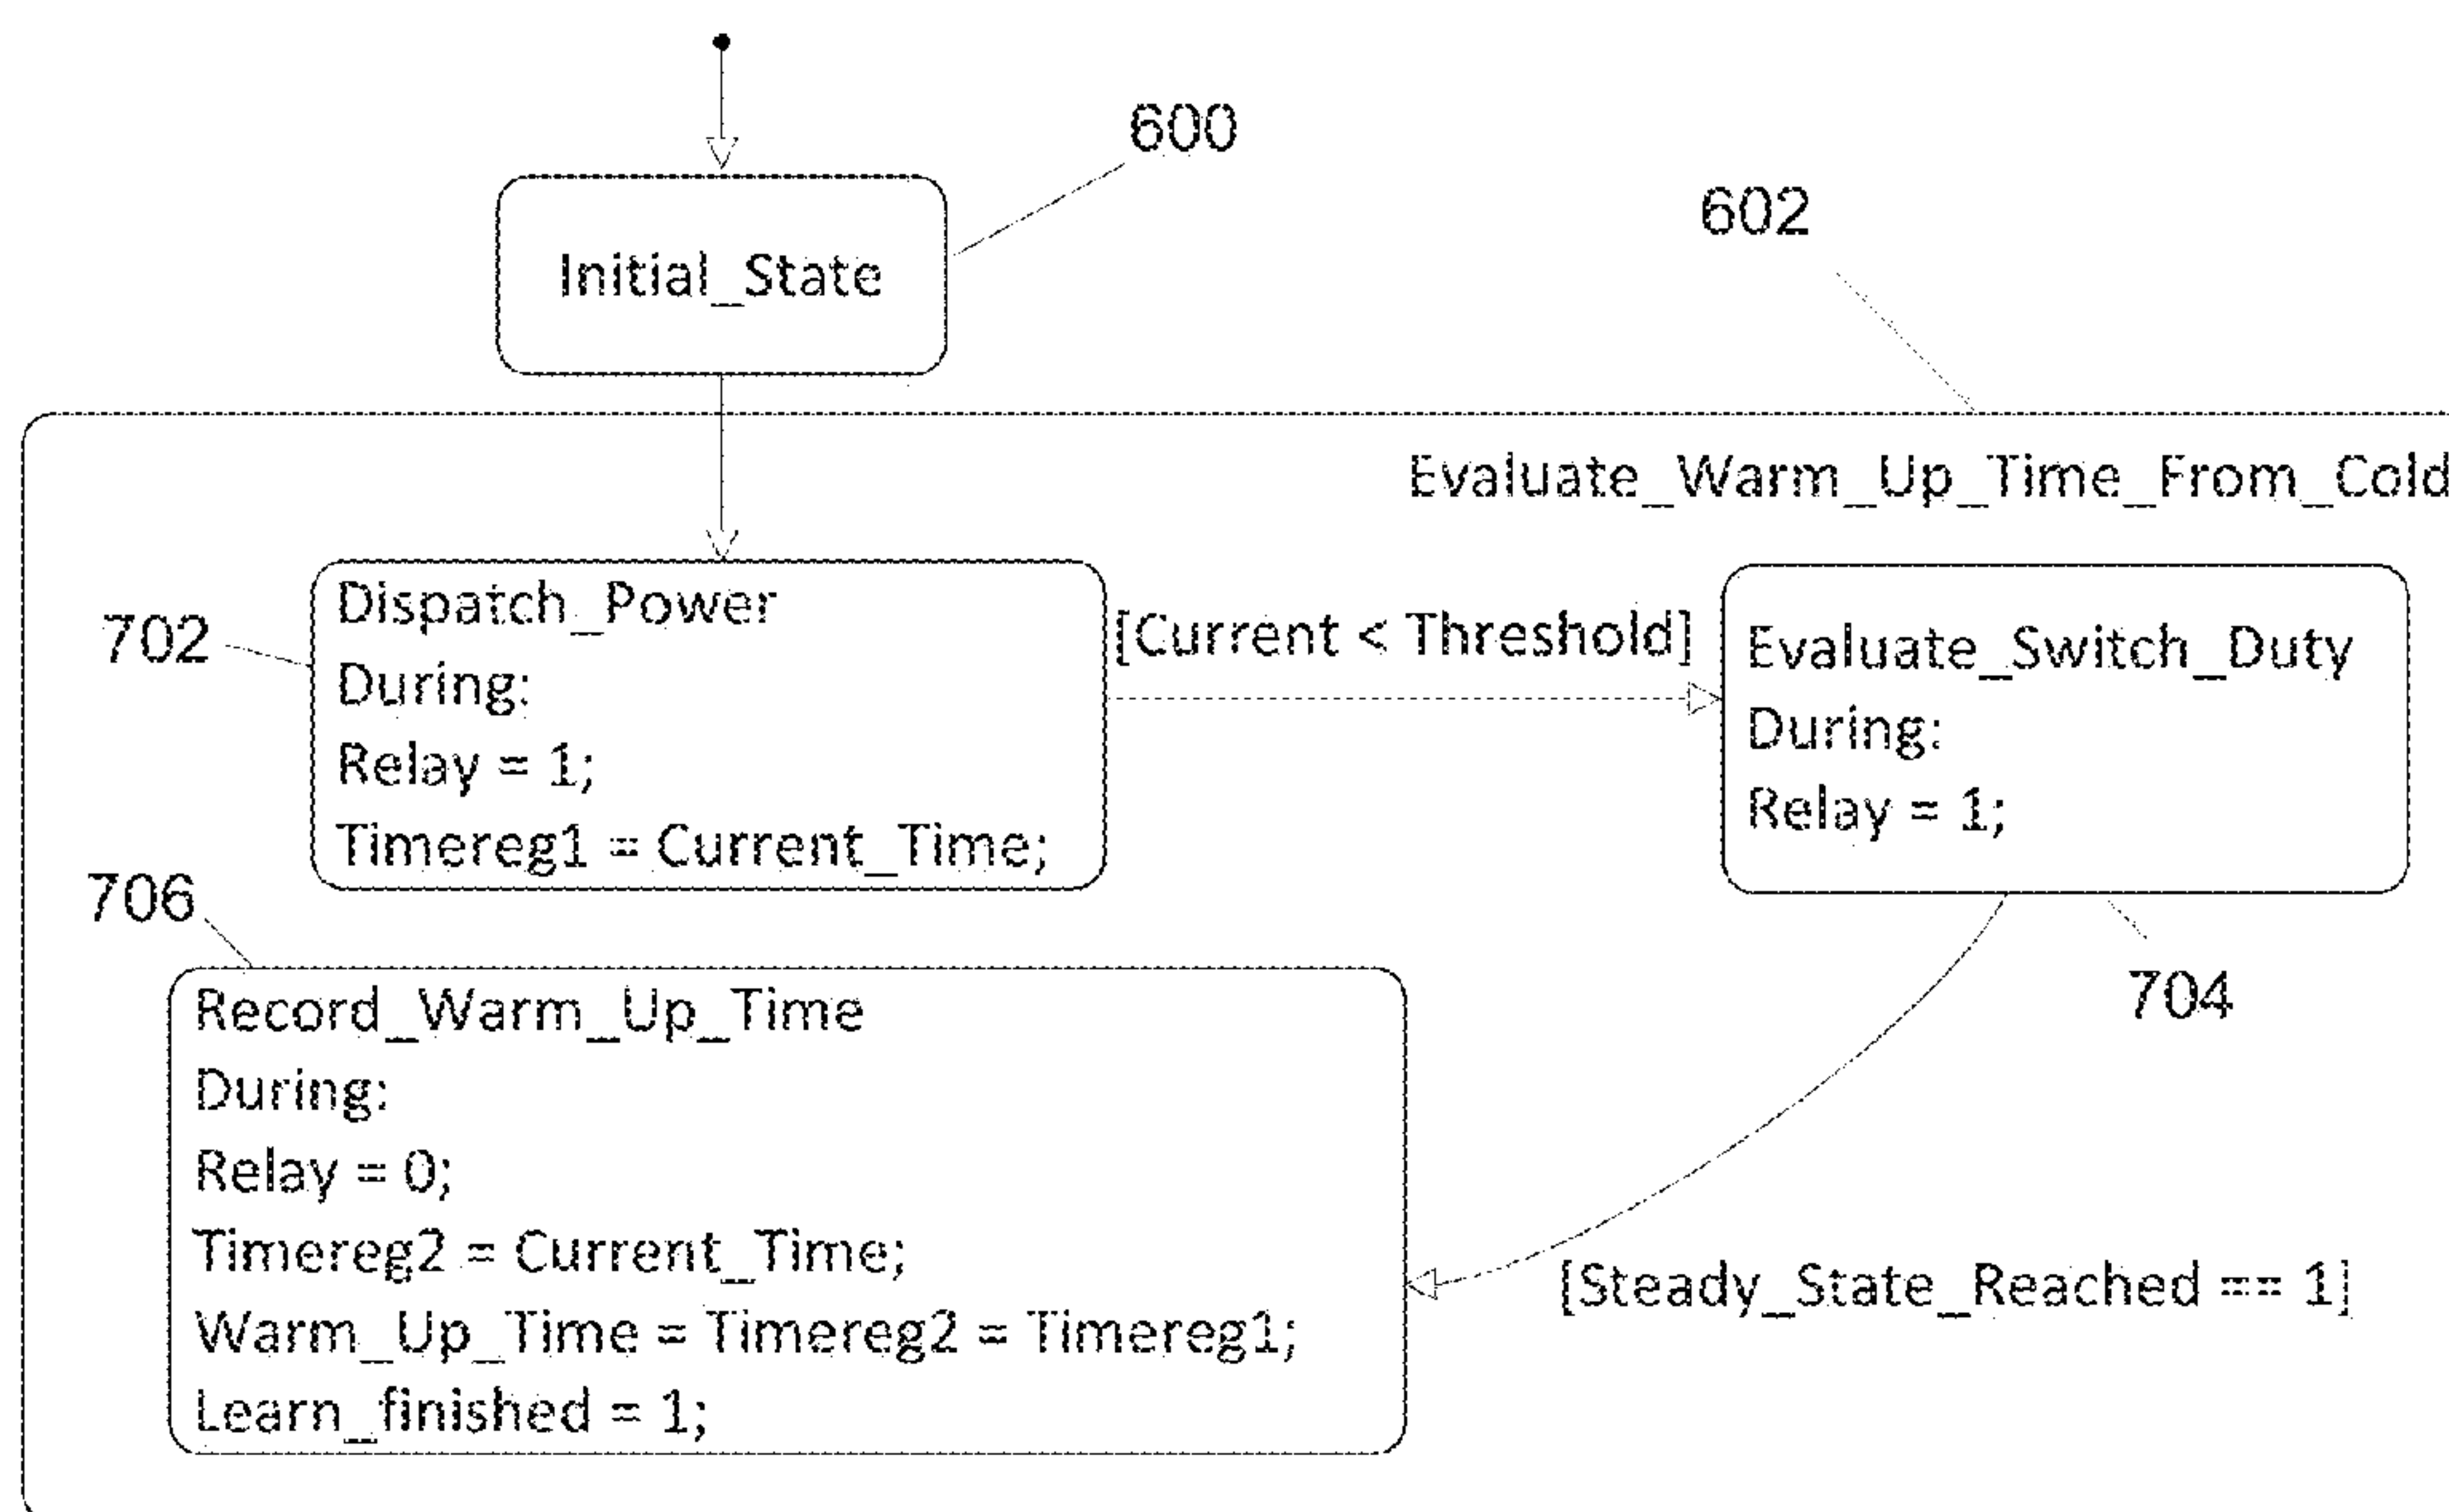 600
Initial_State
602
Evaluate_Warm_Up_Time_From_Cold
702
Dispatch_Power
During:
Relay = 1;
Timereg1 = Current_Time;
[Current < Threshold]
Evaluate_Switch_Duty
During:
Relay = 1;
704
706
Record_Warm_Up_Time
During:
Relay = 0;
Timereg2 = Current_Time;
Warm_Up_Time = Timereg2 = Timereg1;
Learn_finished = 1;
[Steady_State_Reached == 1]